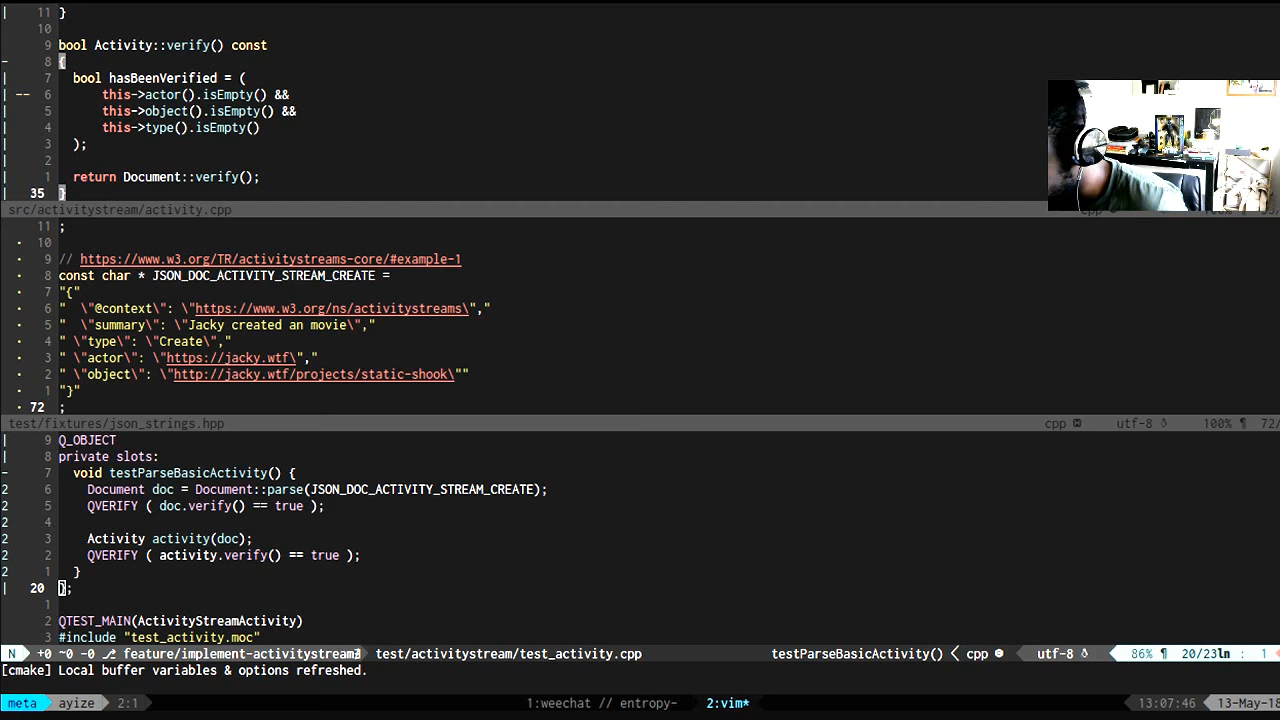 11 }
10
9 bool Activity::verify() const
8 {
7 bool hasBeenVerified = (
-- 6 this->actor().isEmpty() &&
5 this->object().isEmpty() &&
4 this->type().isEmpty()
3 );
2
1 return Document::verify();
35 }
src/activitystream/activity.cpp
11 ;
10
9 // https://www.w3.org/TR/activitystreams-core/#example-1
8 const char * JSON_DOC_ACTIVITY_STREAM_CREATE =
7 "{"
6 " \"@context\": \"https://www.w3.org/ns/activitystreams\","
5 " \"summary\": \"Jacky created an movie\","
4 " \"type\": \"Create\","
3 " \"actor\": \"https://jacky.wtf\","
2 " \"object\": \"http://jacky.wtf/projects/static-shook\""
1 "}"
72 ;
test/fixtures/json_strings.hpp cpp utf-8 100% ¶ 72/
9 Q_OBJECT
8 private slots:
7 void testParseBasicActivity() {
2 6 Document doc = Document::parse(JSON_DOC_ACTIVITY_STREAM_CREATE);
2 5 QVERIFY ( doc.verify() == true );
2 4
2 3 Activity activity(doc);
2 2 QVERIFY ( activity.verify() == true );
2 1 }
20 };
1
2 QTEST_MAIN(ActivityStreamActivity)
3 #include "test_activity.moc"
N +0 ~0 -0 feature/implement-activitystream test/activitystream/test_activity.cpp testParseBasicActivity() < cpp utf-8 86% ¶ 20/23ln : 1
[cmake] Local buffer variables & options refreshed.
meta ayize 2:1 1:weechat // entropy- 2:vim* 13:07:46 13-May-18